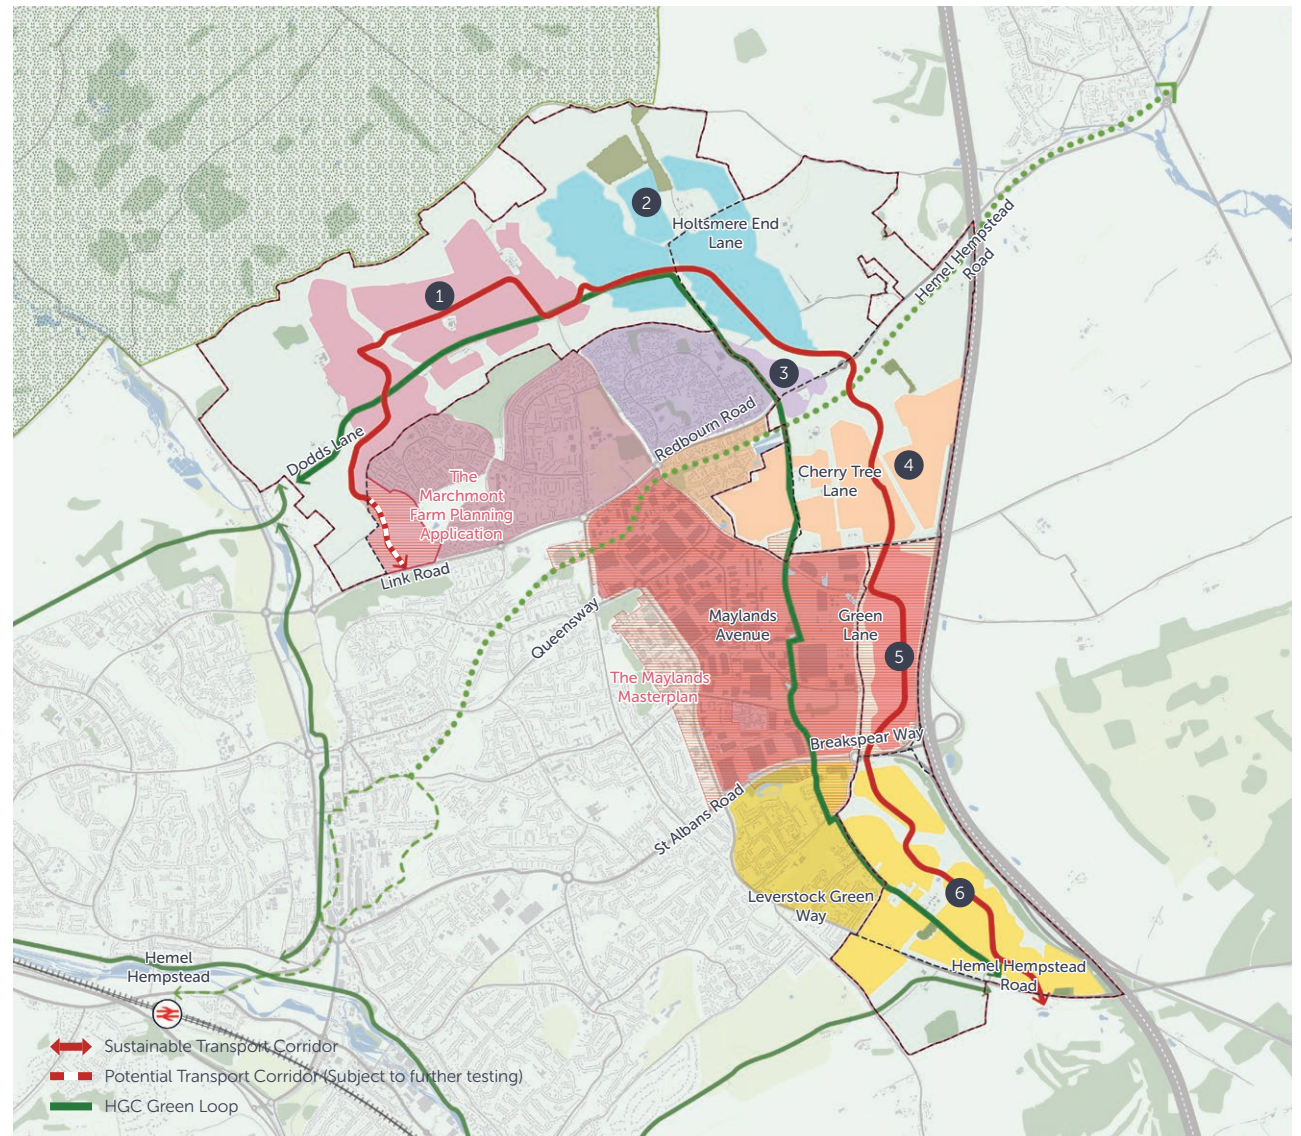 2
Holtsmere End
Lane
Hemel Hempstead
Road
1
3
Redbourn Road
Dodds Lane
4
Cherry Tree
Lane
The
Marchmont
Farm Planning
Application
Link Road
Queensway
Maylands
Avenue
Green
Lane
5
The Maylands
Masterplan
Breakspear Way
St Albans Road
6
Leverstock Green
Way
Hemel
Hempstead
Hemel Hempstead
Road
Sustainable Transport Corridor
Potential Transport Corridor (Subject to further testing)
HGC Green Loop